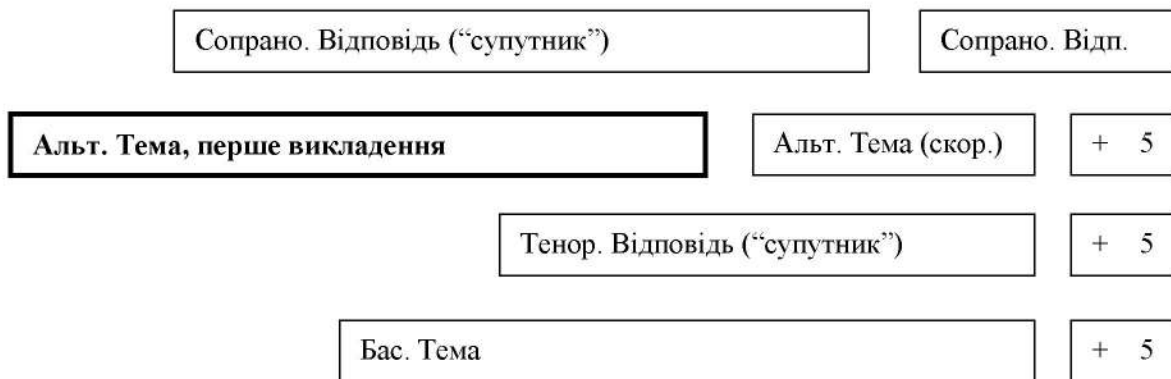 Сопрано. Відповідь (“супутник”)
Сопрано. Відп.
Альт. Тема, перше викладення
Альт. Тема (скор.)
+ 5
Тенор. Відповідь (“супутник”)
+ 5
Бас. Тема
+ 5